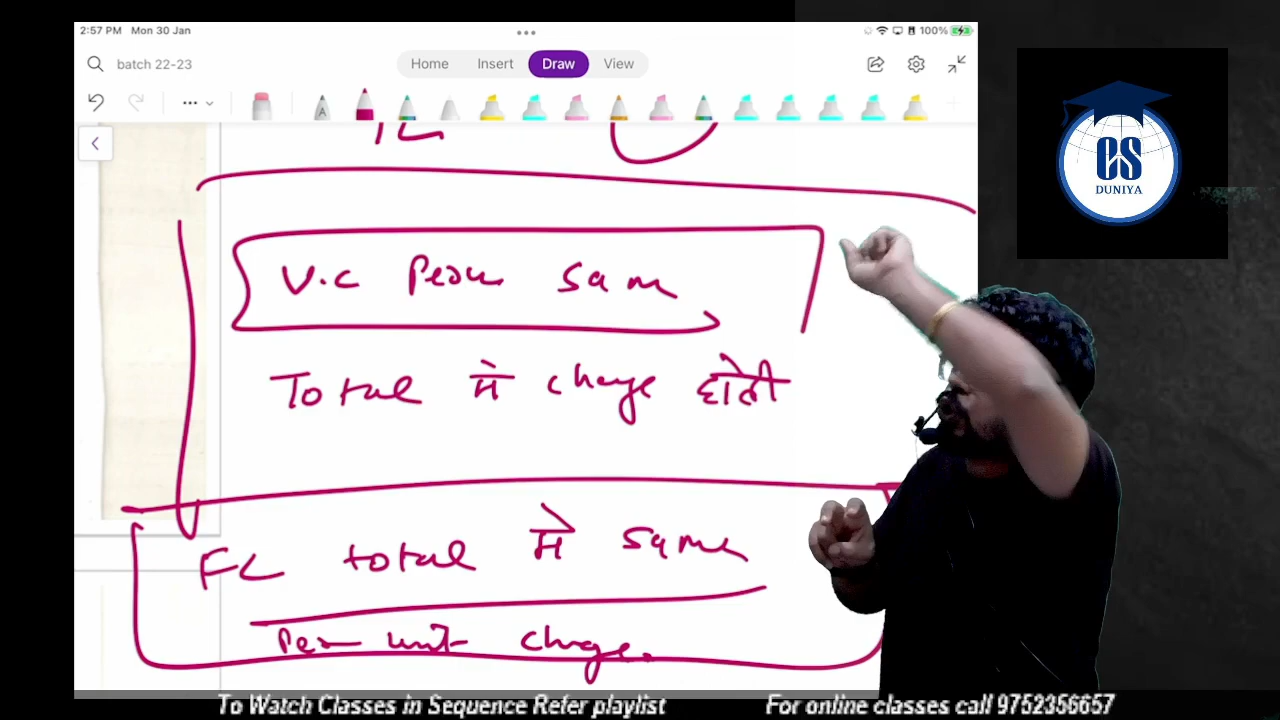 2:57 PM Mon 30 Jan
100%
batch 22-23
Home Insert Draw View
A
V.C Per sam
Total में change होती
FC total में same
Per unit change.
CS
DUNIYA
To Watch Classes in Sequence Refer playlist
For online classes call 9752356657